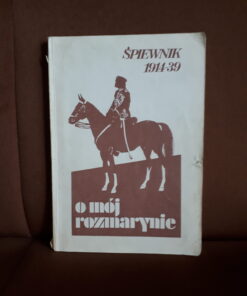 ŚPIEWNIK
1914-39
o mój
rozmarynie